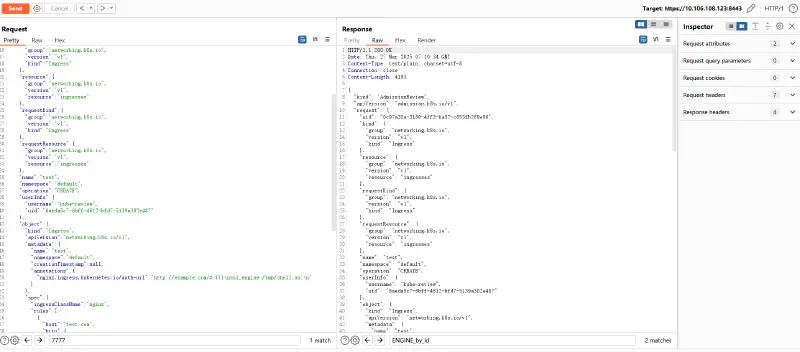 Send
Cancel
Target: https://10.106.108.123:8443
HTTP/1
Request
Pretty Raw Hex
"group":"networking.k8s.io",
"version":"v1",
"kind":"Ingress"
},
"resource": {
"group":"networking.k8s.io",
"version":"v1",
"resource":"ingresses"
},
"requestKind": {
"group":"networking.k8s.io",
"version":"v1",
"kind":"Ingress"
},
"requestResource": {
"group":"networking.k8s.io",
"version":"v1",
"resource":"ingresses"
},
"name":"test",
"namespace":"default",
"operation":"CREATE",
"userInfo": {
"username":"kube-review",
"uid":
},
"object": {
"kind":"Ingress",
"apiVersion":"networking.k8s.io/v1",
"metadata": {
"name":"test",
"namespace":"default",
"creationTimestamp":null,
"annotations": {
"nginx.ingress.kubernetes.io/auth-url":
}
},
"spec": {
"ingressClassName":"nginx",
"rules": [
{
"host":"test.com",
"http": {
7777
1 match
Response
Pretty Raw Hex Render
HTTP/1.1 200 OK
Date: Thu, 27 Mar 2025 07:10:34 GMT
Content-Type: text/plain; charset=utf-8
Connection: close
Content-Length: 4191
{
"kind": "AdmissionReview",
"apiVersion": "admission.k8s.io/v1",
"request": {
"uid":
"kind": {
"group": "networking.k8s.io",
"version": "v1",
"kind": "Ingress"
},
"resource": {
"group": "networking.k8s.io",
"version": "v1",
"resource": "ingresses"
},
"requestKind": {
"group": "networking.k8s.io",
"version": "v1",
"kind": "Ingress"
},
"requestResource": {
"group": "networking.k8s.io",
"version": "v1",
"resource": "ingresses"
},
"name": "test",
"namespace": "default",
"operation": "CREATE",
"userInfo": {
"username": "kube-review",
"uid":
},
"object": {
"kind": "Ingress",
"apiVersion": "networking.k8s.io/v1",
"metadata": {
"name": "test",
ENGINE_by_id
2 matches
Inspector
Request attributes 2
Request query parameters 0
Request cookies 0
Request headers 7
Response headers 4